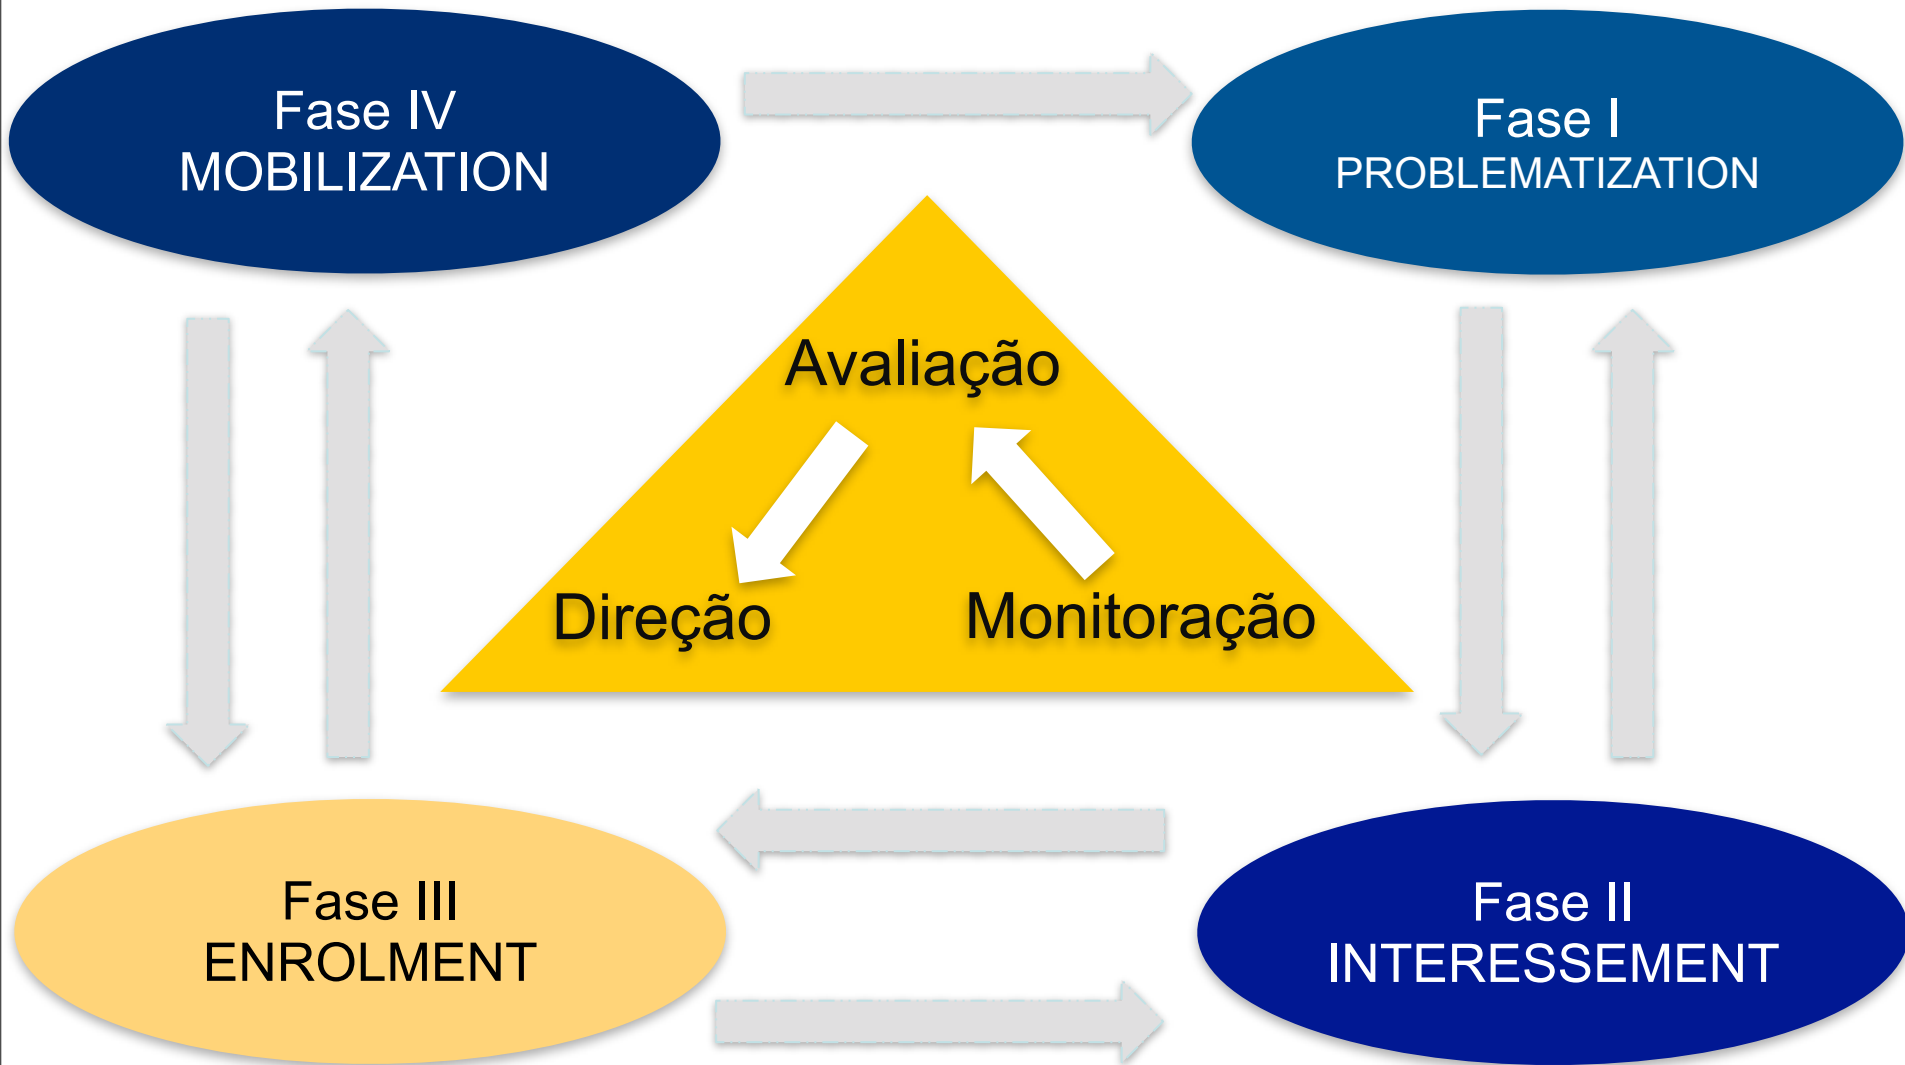 Fase IV
MOBILIZATION
Fase I
PROBLEMATIZATION
Avaliação
Direção
Monitoração
Fase III
ENROLMENT
Fase II
INTERESSEMENT